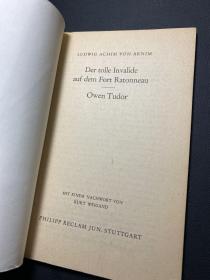 LUDWIG ACHIM VON ARNIM
Der tolle Invalide
auf dem Fort Ratonneau
Owen Tudor
MIT EINEM NACHWORT VON
KURT WEIGAND
PHILIPP RECLAM JUN. STUTTGART